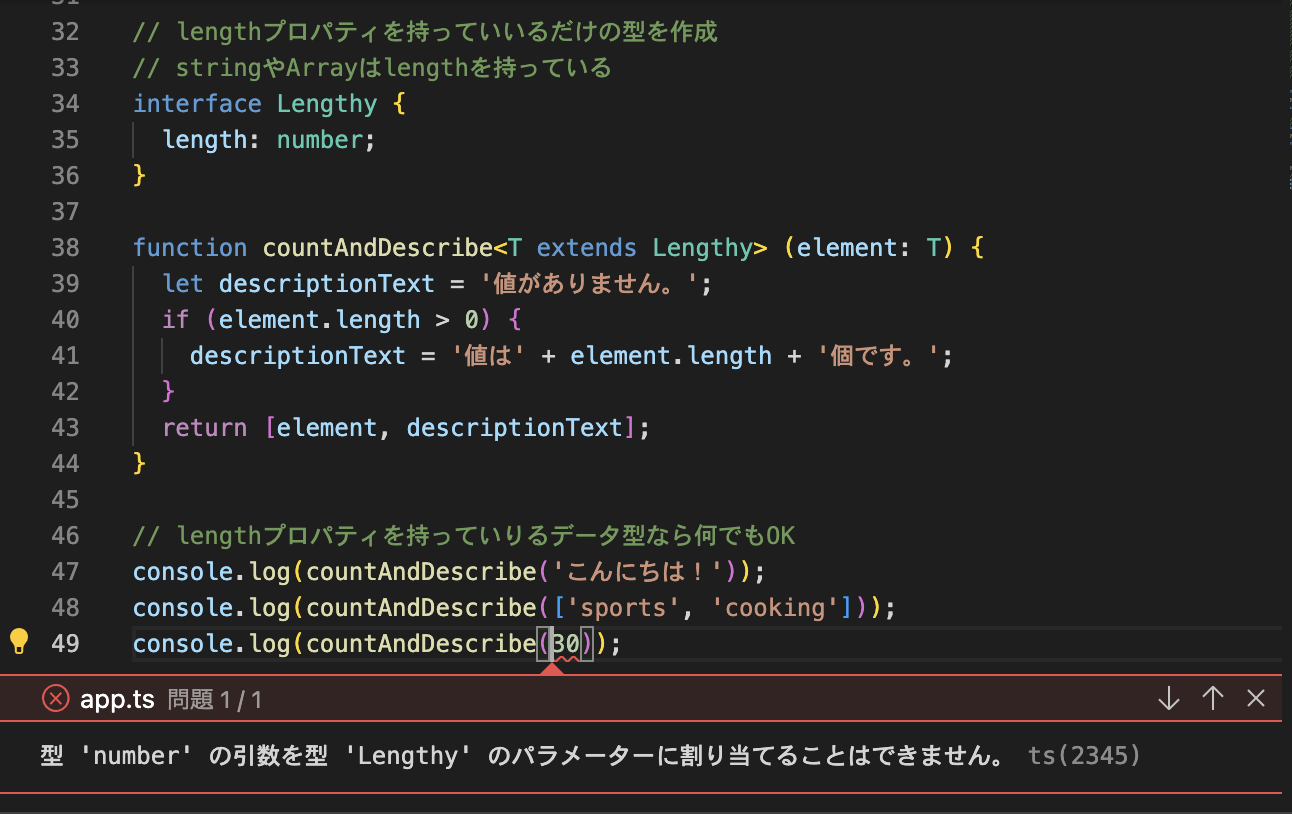 32 // lengthプロパティを持っていいるだけの型を作成
33 // stringやArrayはlengthを持っている
34 interface Lengthy {
35   length: number;
36 }
37
38 function countAndDescribe<T extends Lengthy> (element: T) {
39   let descriptionText = '値がありません。';
40   if (element.length > 0) {
41     descriptionText = '値は' + element.length + '個です。';
42   }
43   return [element, descriptionText];
44 }
45
46 // lengthプロパティを持っていりるデータ型なら何でもOK
47 console.log(countAndDescribe('こんにちは！'));
48 console.log(countAndDescribe(['sports', 'cooking']));
49 console.log(countAndDescribe(30));
app.ts 問題 1 / 1
型 'number' の引数を型 'Lengthy' のパラメーターに割り当てることはできません。 ts(2345)